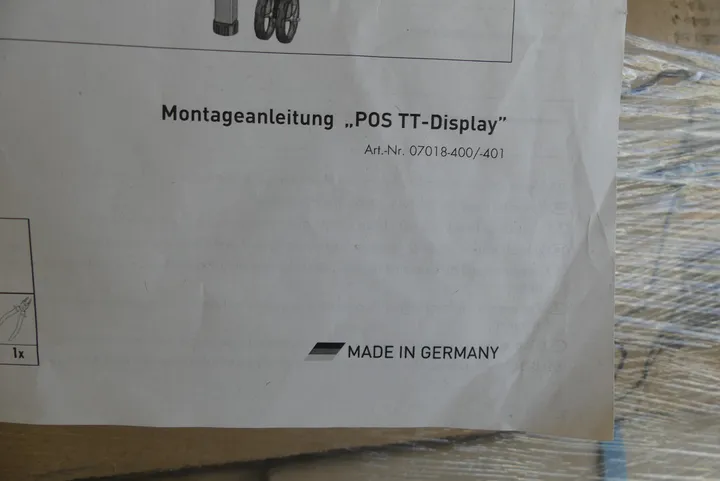 Montageanleitung „POS TT-Display”
Art.-Nr. 07018-400/-401
1x
MADE IN GERMANY